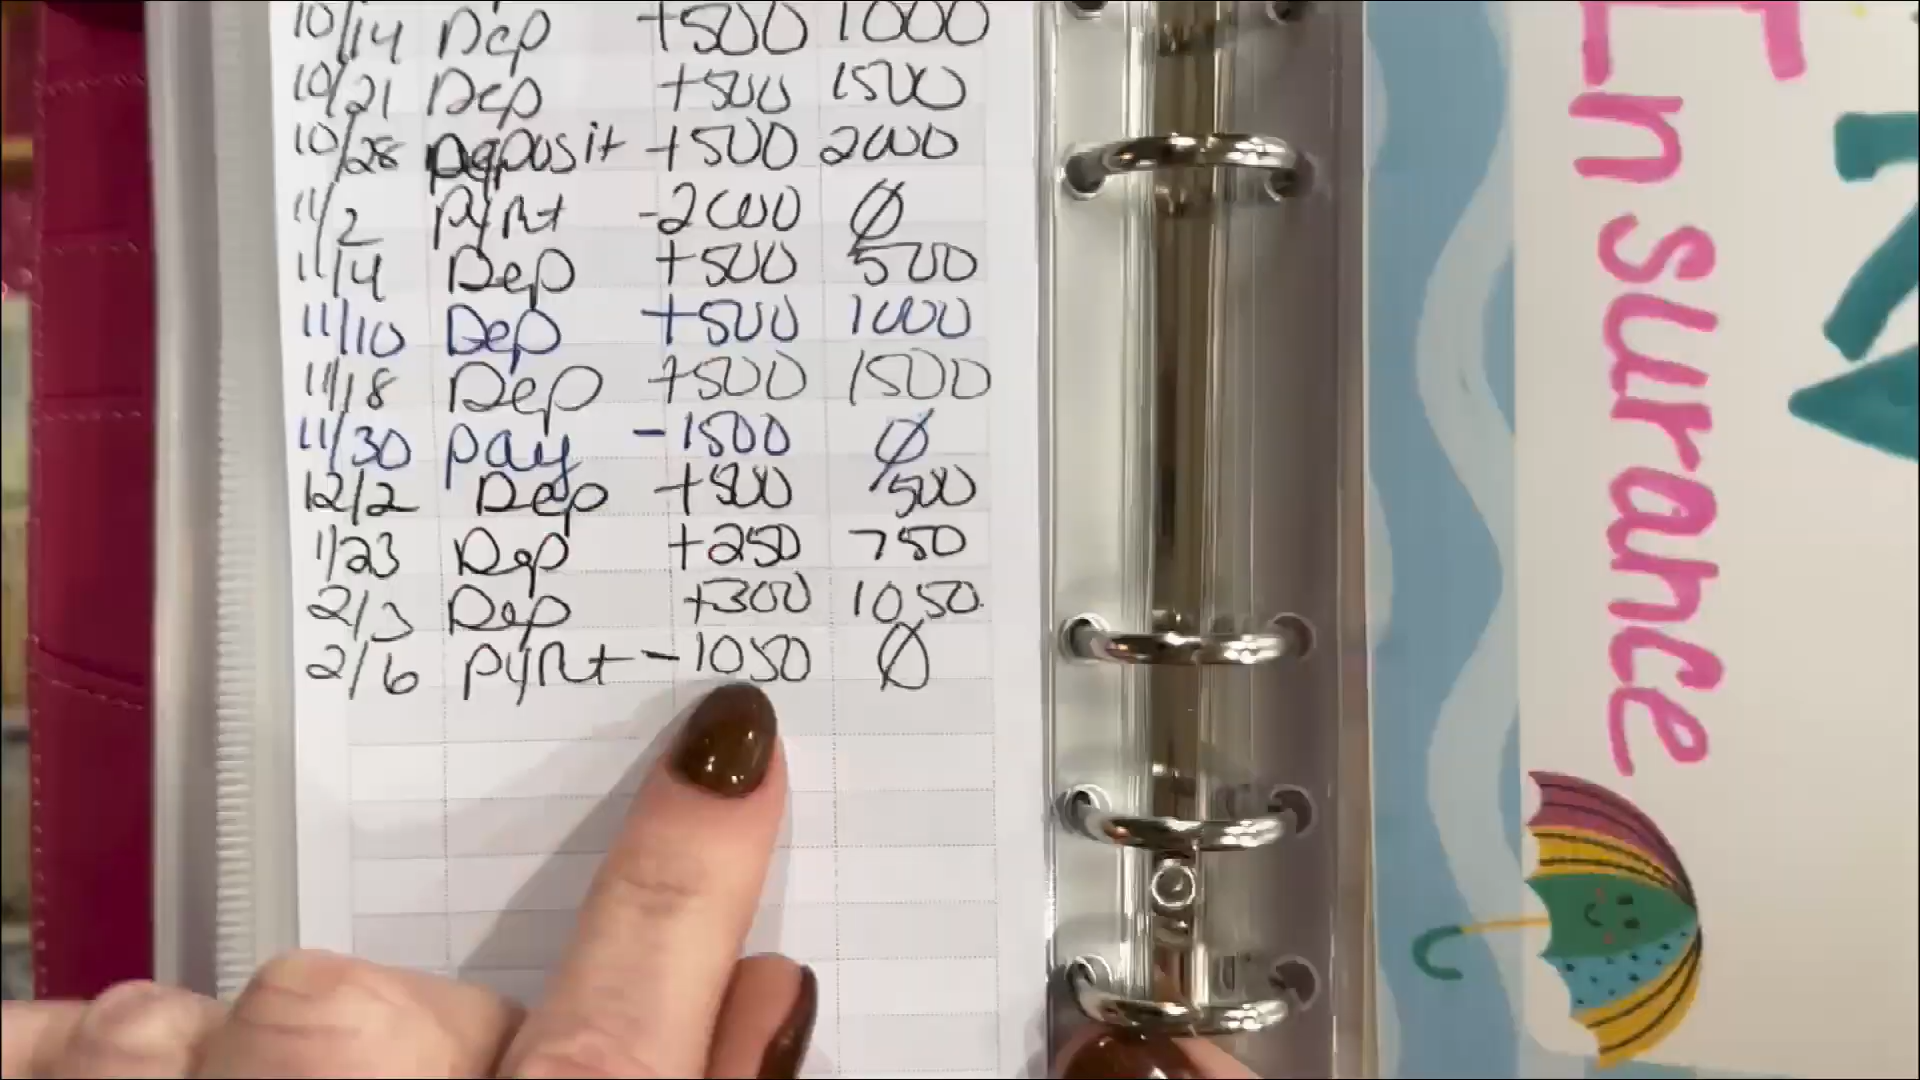 10/14 Dep +500 1000
10/21 Dep +500 1500
10/28 Deposit +500 2000
11/2 pymt -2000 Ø
11/4 Dep +500 500
11/10 Dep +500 1000
11/18 Dep +500 1500
11/30 pay -1500 Ø
12/2 Dep +500 500
1/23 Dep +250 750
2/3 Dep +300 1050
2/6 pymt -1050 Ø
Ensurance